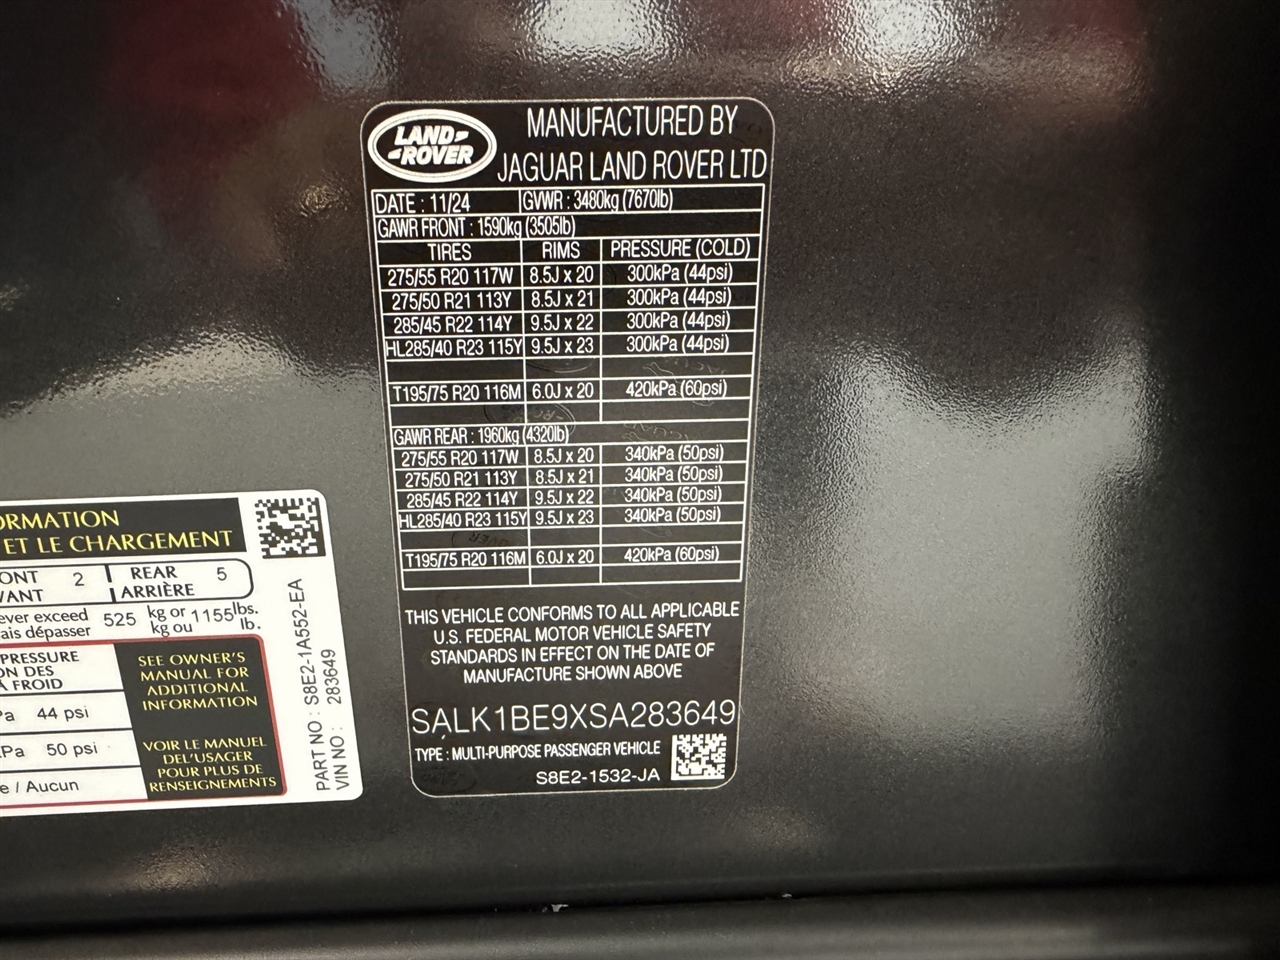 LAND ROVER
MANUFACTURED BY
JAGUAR LAND ROVER LTD
DATE : 11/24 GVWR : 3480kg (7670lb)
GAWR FRONT : 1590kg (3505lb)
TIRES RIMS PRESSURE (COLD)
275/55 R20 117W 8.5J x 20 300kPa (44psi)
275/50 R21 113Y 8.5J x 21 300kPa (44psi)
285/45 R22 114Y 9.5J x 22 300kPa (44psi)
HL285/40 R23 115Y 9.5J x 23 300kPa (44psi)
T195/75 R20 116M 6.0J x 20 420kPa (60psi)
GAWR REAR : 1960kg (4320lb)
275/55 R20 117W 8.5J x 20 340kPa (50psi)
275/50 R21 113Y 8.5J x 21 340kPa (50psi)
285/45 R22 114Y 9.5J x 22 340kPa (50psi)
HL285/40 R23 115Y 9.5J x 23 340kPa (50psi)
T195/75 R20 116M 6.0J x 20 420kPa (60psi)
THIS VEHICLE CONFORMS TO ALL APPLICABLE
U.S. FEDERAL MOTOR VEHICLE SAFETY
STANDARDS IN EFFECT ON THE DATE OF
MANUFACTURE SHOWN ABOVE
SALK1BE9XSA283649
TYPE : MULTI-PURPOSE PASSENGER VEHICLE
S8E2-1532-JA
ORMATION
ET LE CHARGEMENT
ONT 2 REAR 5
VANT ARRIÈRE
ever exceed 525 kg or 1155 lbs.
ais dépasser kg ou lb.
PRESSURE
ON DES
À FROID
Pa 44 psi
kPa 50 psi
e / Aucun
SEE OWNER'S
MANUAL FOR
ADDITIONAL
INFORMATION
VOIR LE MANUEL
DEL'USAGER
POUR PLUS DE
RENSEIGNEMENTS
PART NO : S8E2-1A552-EA
VIN NO : 283649